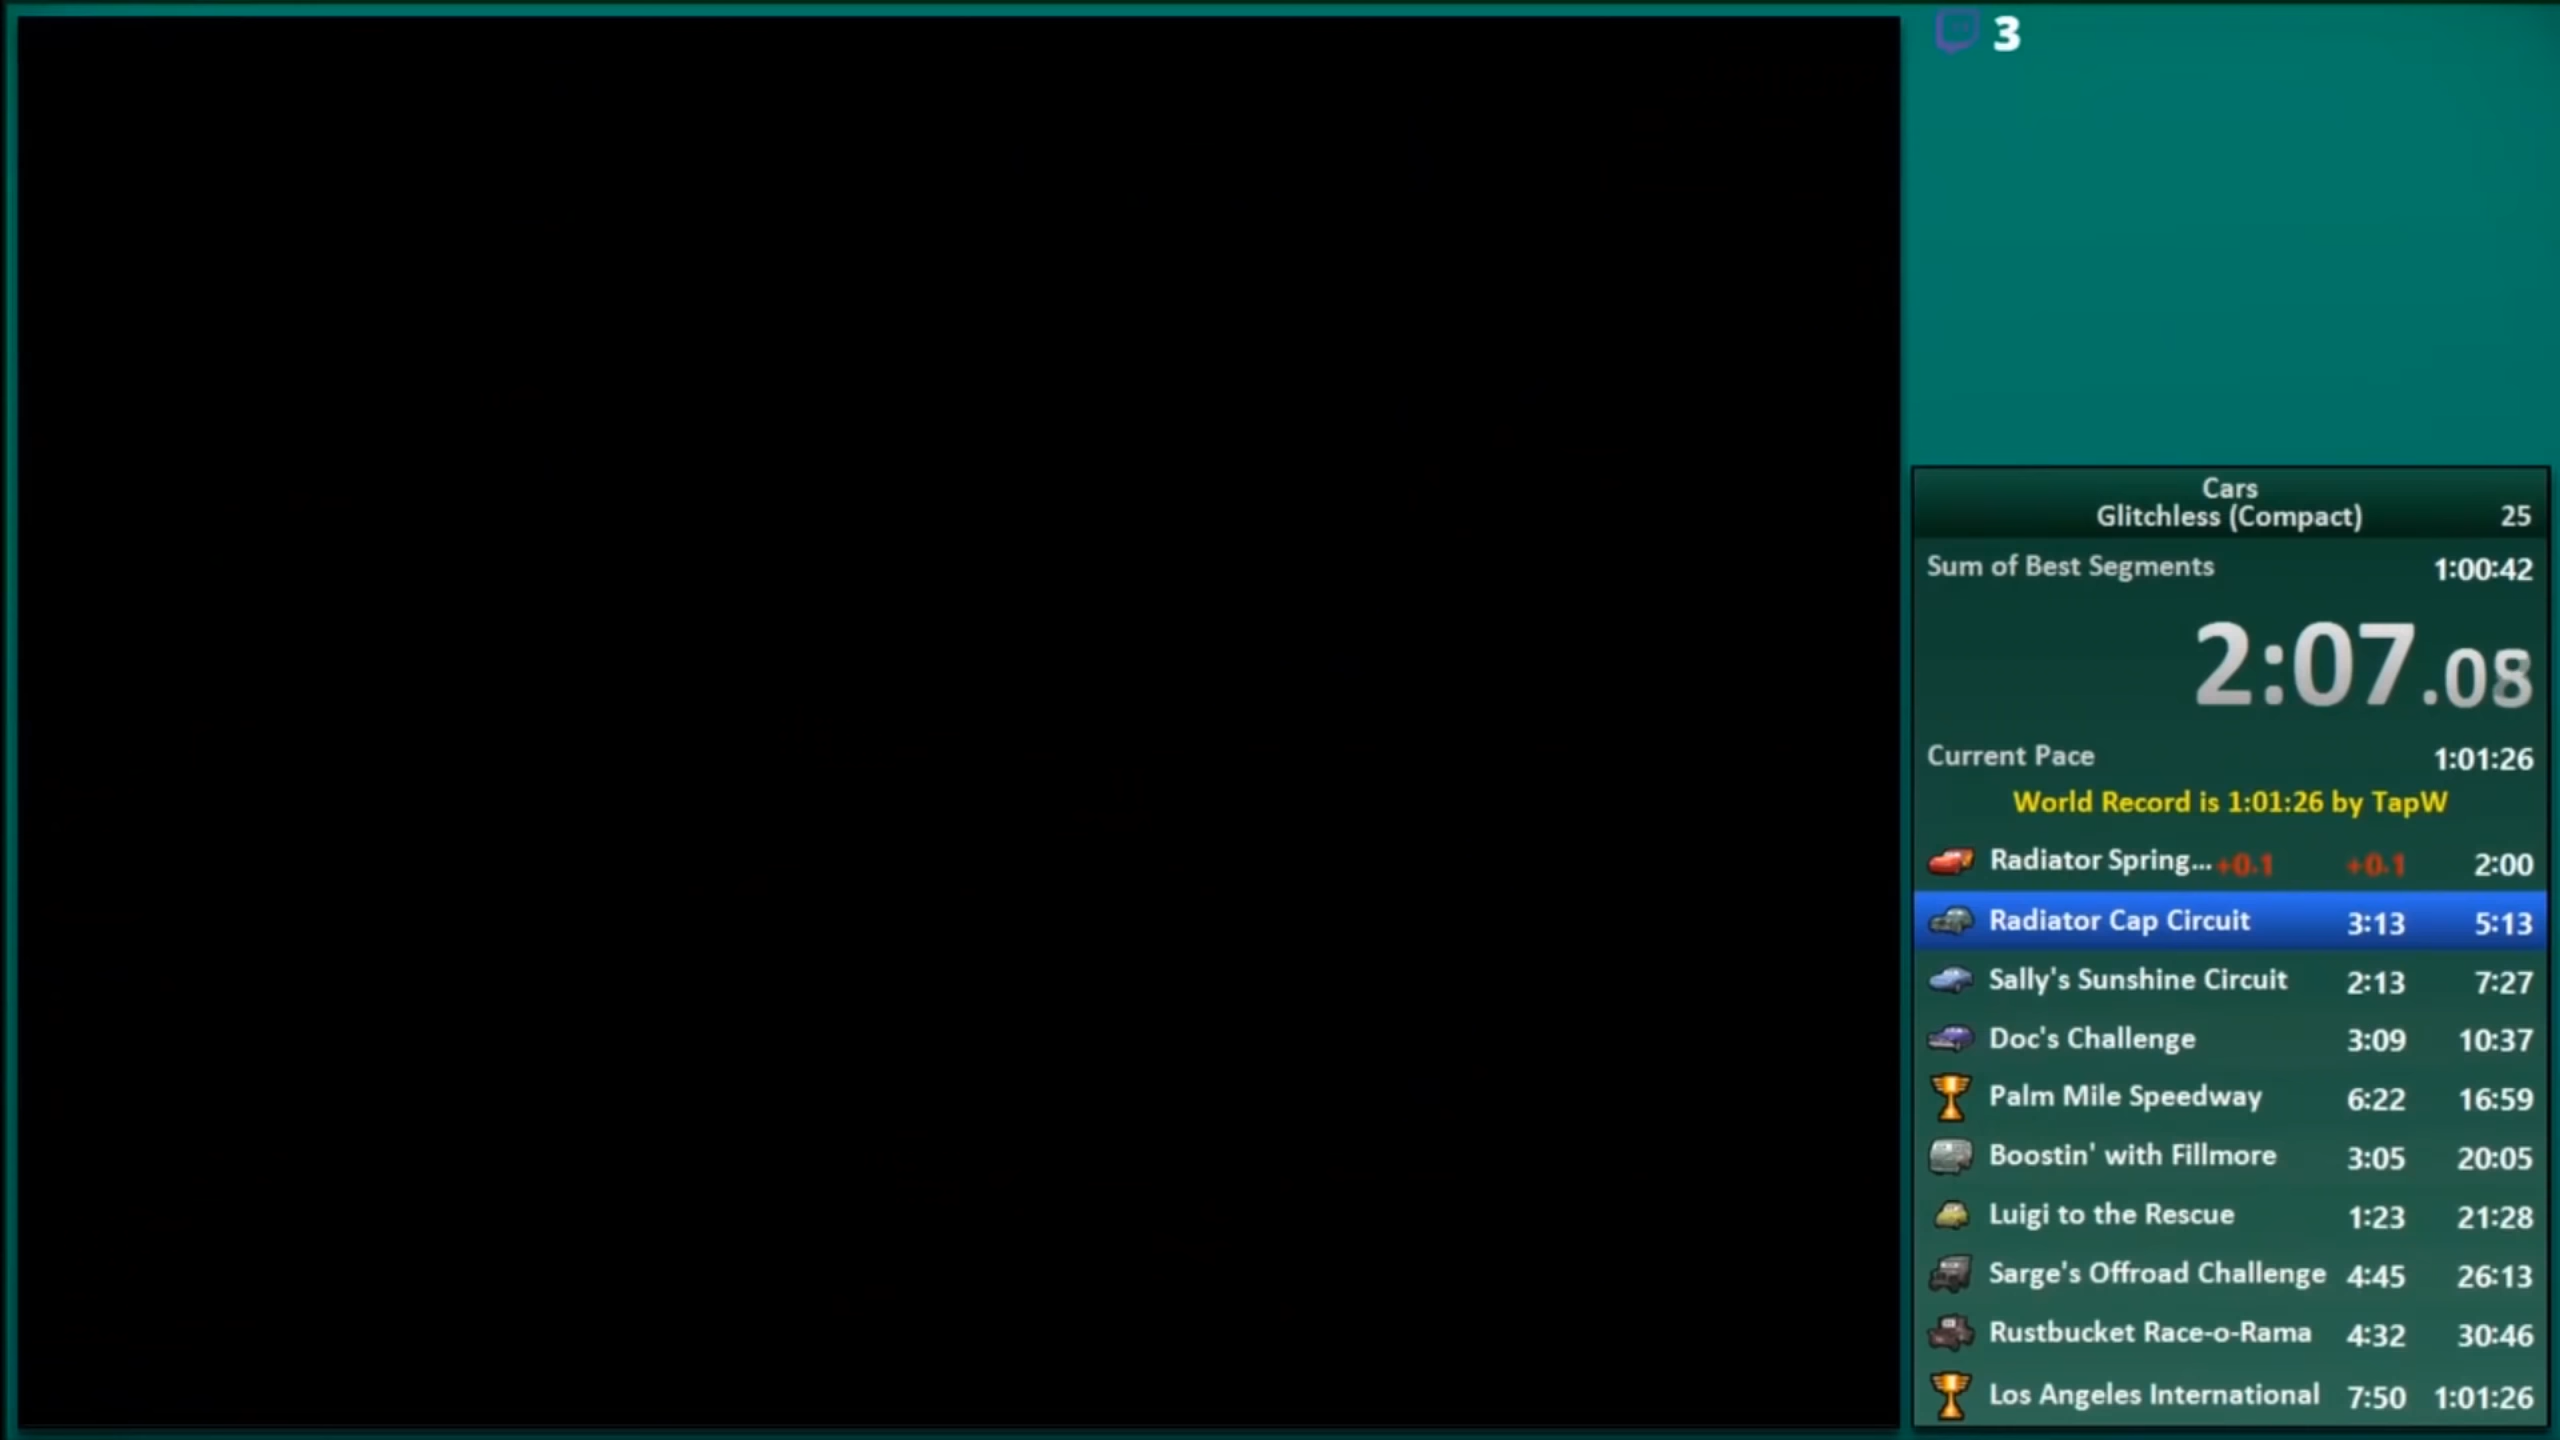 3
Cars
Glitchless (Compact) 25
Sum of Best Segments 1:00:42
2:07.08
Current Pace 1:01:26
World Record is 1:01:26 by TapW
Radiator Spring... +0.1 +0.1 2:00
Radiator Cap Circuit 3:13 5:13
Sally's Sunshine Circuit 2:13 7:27
Doc's Challenge 3:09 10:37
Palm Mile Speedway 6:22 16:59
Boostin' with Fillmore 3:05 20:05
Luigi to the Rescue 1:23 21:28
Sarge's Offroad Challenge 4:45 26:13
Rustbucket Race-o-Rama 4:32 30:46
Los Angeles International 7:50 1:01:26